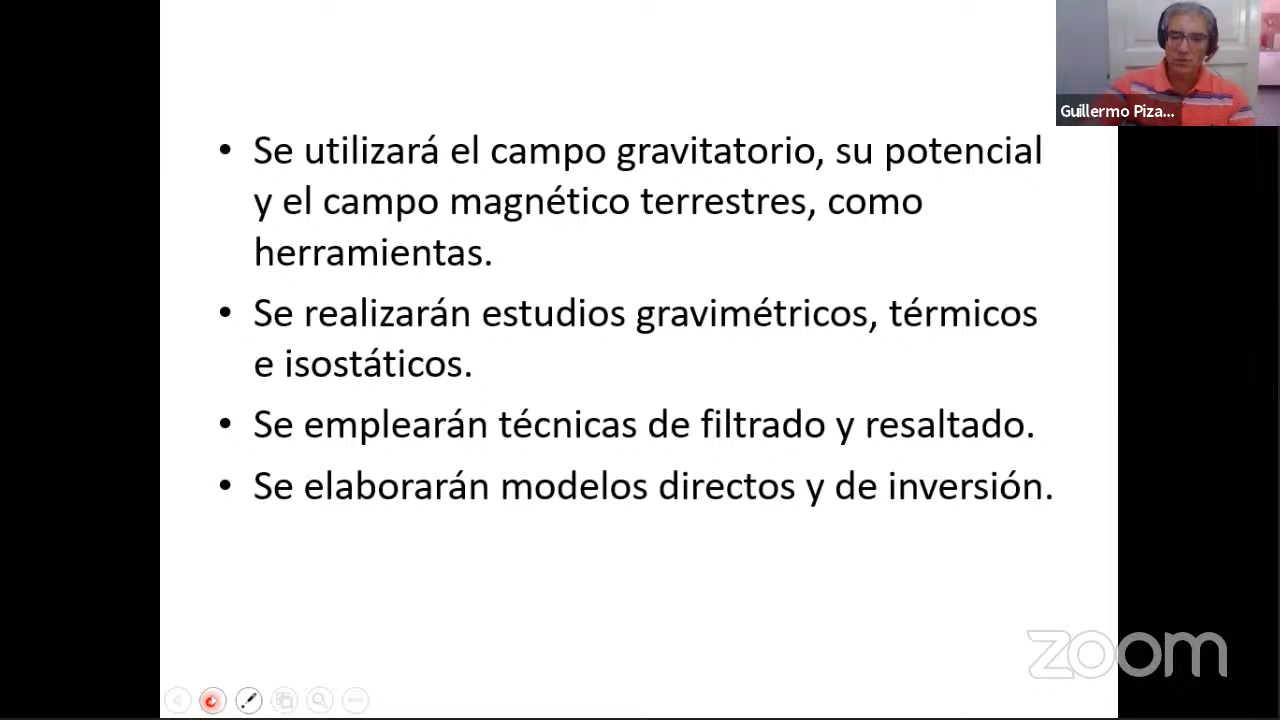 Guillermo Piza...
• Se utilizará el campo gravitatorio, su potencial
y el campo magnético terrestres, como
herramientas.
• Se realizarán estudios gravimétricos, térmicos
e isostáticos.
• Se emplearán técnicas de filtrado y resaltado.
• Se elaborarán modelos directos y de inversión.
zoom